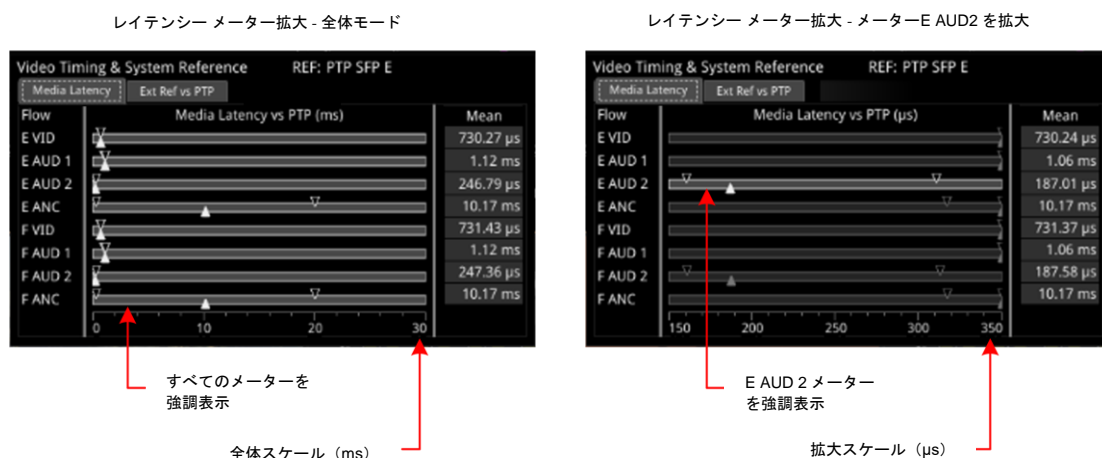 レイテンシー メーター拡大 - 全体モード
Video Timing & System Reference REF: PTP SFP E
Media Latency Ext Ref vs PTP
Flow Media Latency vs PTP (ms) Mean
E VID 730.27 µs
E AUD 1 1.12 ms
E AUD 2 246.79 µs
E ANC 10.17 ms
F VID 731.43 µs
F AUD 1 1.12 ms
F AUD 2 247.36 µs
F ANC 10.17 ms
0 10 20 30
すべてのメーターを
強調表示
全体スケール（ms）
レイテンシー メーター拡大 - メーターE AUD2 を拡大
Video Timing & System Reference REF: PTP SFP E
Media Latency Ext Ref vs PTP
Flow Media Latency vs PTP (µs) Mean
E VID 730.24 µs
E AUD 1 1.06 ms
E AUD 2 187.01 µs
E ANC 10.17 ms
F VID 731.37 µs
F AUD 1 1.06 ms
F AUD 2 187.58 µs
F ANC 10.17 ms
150 200 250 300 350
E AUD 2 メーター
を強調表示
拡大スケール（µs）